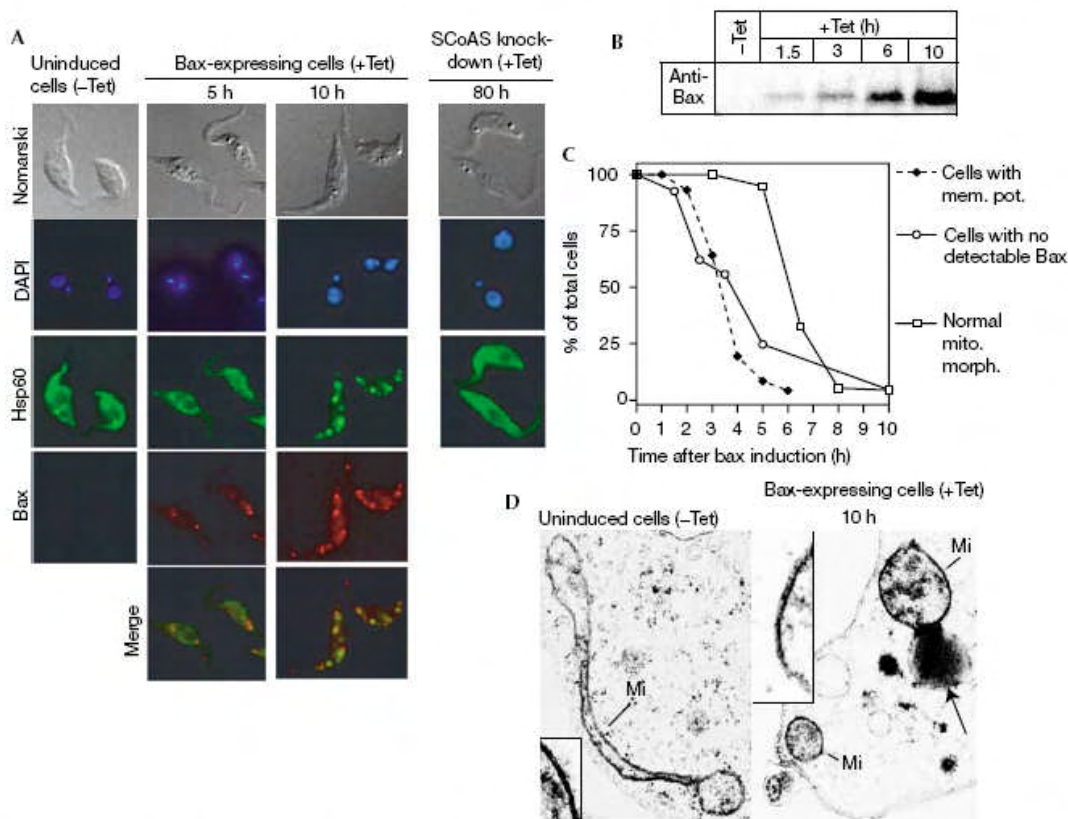 A
Uninduced
cells (–Tet)
Bax-expressing cells (+Tet)
5 h
10 h
SCoAS knock-
down (+Tet)
80 h
Nomarski
DAPI
Hsp60
Bax
Merge
B
–Tet
+Tet (h)
1.5
3
6
10
Anti-
Bax
C
% of total cells
100
75
50
25
0
0
1
2
3
4
5
6
7
8
9
10
Time after bax induction (h)
Cells with
mem. pot.
Cells with no
detectable Bax
Normal
mito.
morph.
D
Uninduced cells (–Tet)
Bax-expressing cells (+Tet)
10 h
Mi
Mi
Mi